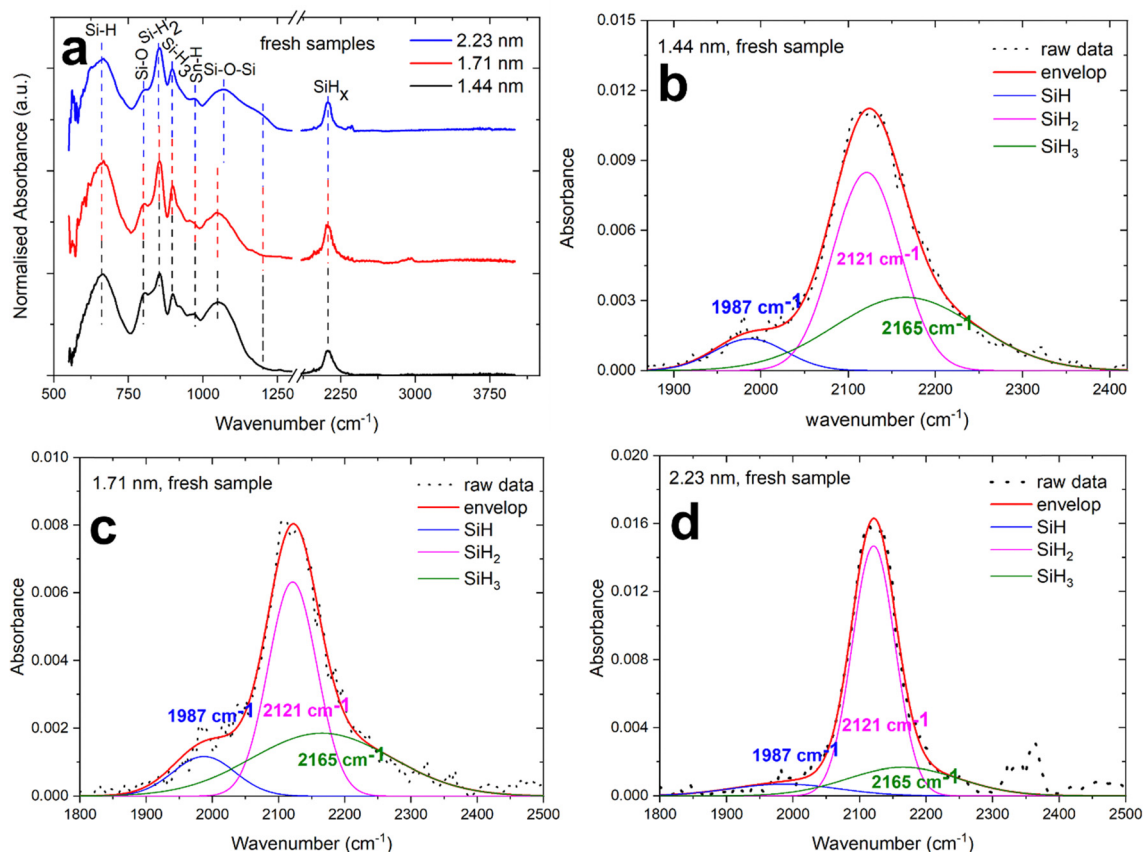 a
Si-H
Si-O
Si-H2
Si-H3
Sn-H
Si-O-Si
SiHX
fresh samples
2.23 nm
1.71 nm
1.44 nm
Normalised Absorbance (a.u.)
500 750 1000 1250 2250 3000 3750
Wavenumber (cm-1)
b
1.44 nm, fresh sample
raw data
envelop
SiH
SiH2
SiH3
2121 cm-1
1987 cm-1
2165 cm-1
Absorbance
0.015
0.012
0.009
0.006
0.003
0.000
1900 2000 2100 2200 2300 2400
wavenumber (cm-1)
c
1.71 nm, fresh sample
raw data
envelop
SiH
SiH2
SiH3
1987 cm-1
2121 cm-1
2165 cm-1
Absorbance
0.010
0.008
0.006
0.004
0.002
0.000
1800 1900 2000 2100 2200 2300 2400 2500
Wavenumber (cm-1)
d
2.23 nm, fresh sample
raw data
envelop
SiH
SiH2
SiH3
2121 cm-1
1987 cm-1
2165 cm-1
Absorbance
0.020
0.016
0.012
0.008
0.004
0.000
1800 1900 2000 2100 2200 2300 2400 2500
Wavenumber (cm-1)